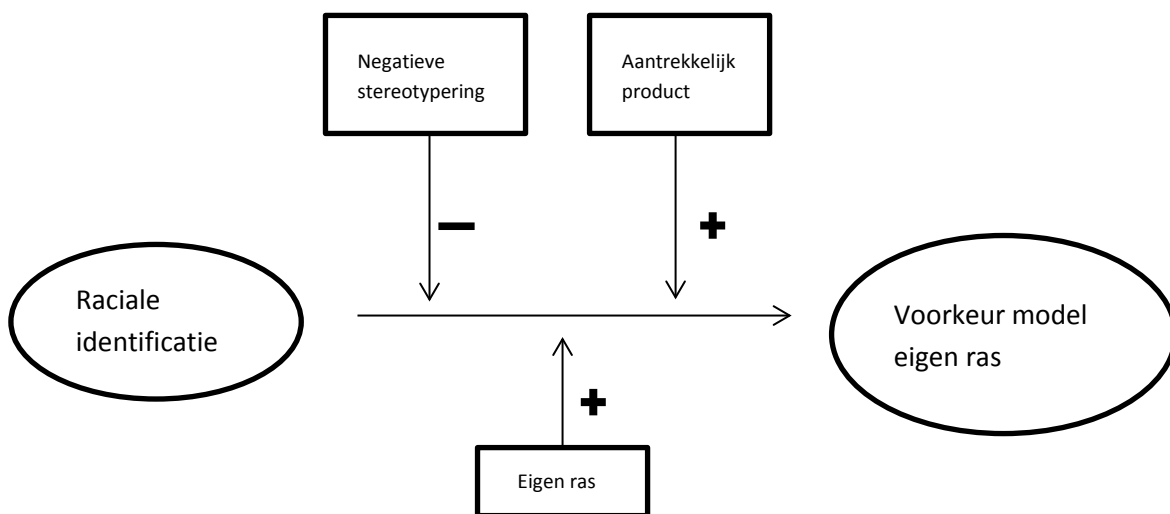 Negatieve
stereotypering
Aantrekkelijk
product
−
+
Raciale
identificatie
Voorkeur model
eigen ras
+
Eigen ras